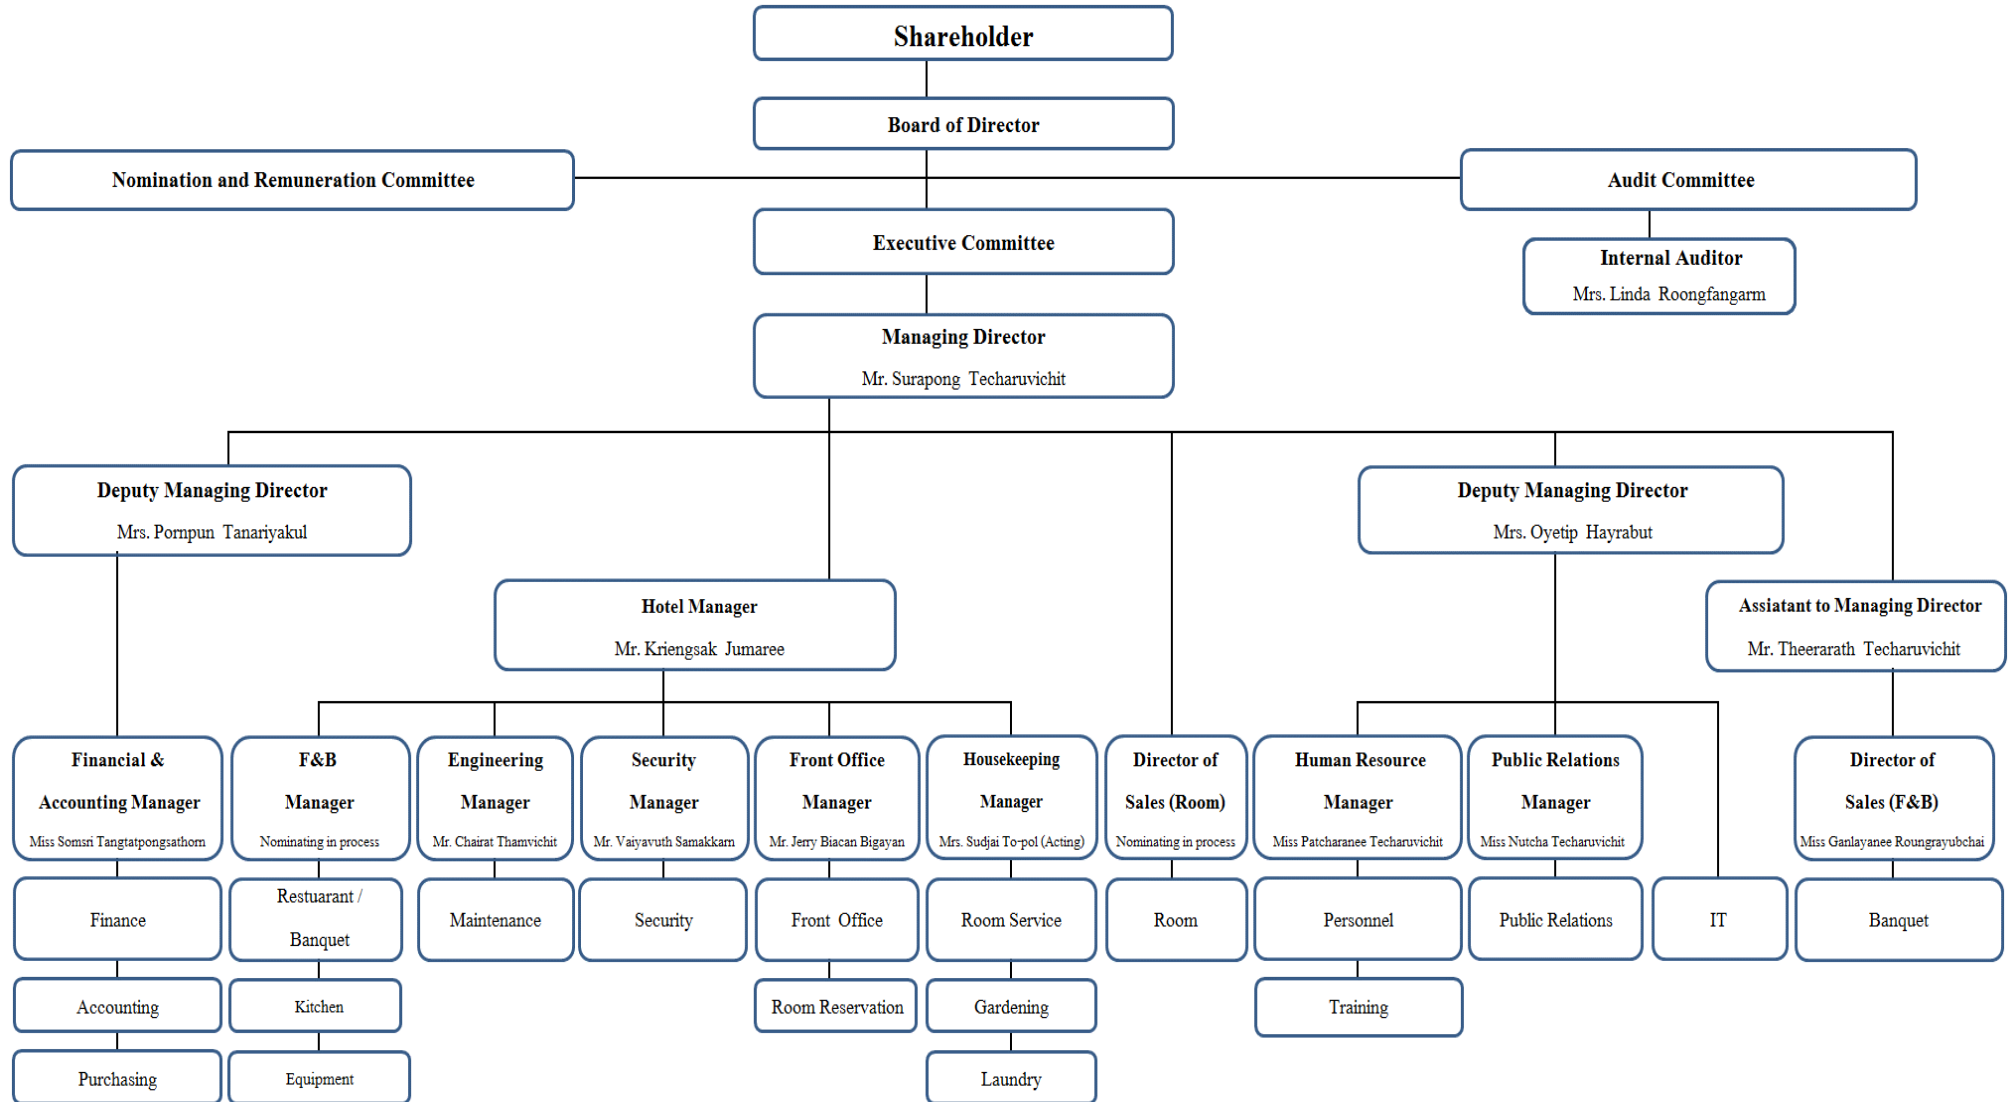 Shareholder
Board of Director
Nomination and Remuneration Committee
Audit Committee
Executive Committee
Internal Auditor
Mrs. Linda Roongfangarm
Managing Director
Mr. Surapong Techaruvichit
Deputy Managing Director
Mrs. Pornpun Tanariyakul
Deputy Managing Director
Mrs. Oyetip Hayrabut
Hotel Manager
Mr. Kriengsak Jumaree
Assiatant to Managing Director
Mr. Theerarath Techaruvichit
Financial &
Accounting Manager
Miss Somsri Tangtatpongsathorn
F&B
Manager
Nominating in process
Engineering
Manager
Mr. Chairat Thamvichit
Security
Manager
Mr. Vaiyavuth Samakkarn
Front Office
Manager
Mr. Jerry Biacan Bigayan
Housekeeping
Manager
Mrs. Sudjai To-pol (Acting)
Director of
Sales (Room)
Nominating in process
Human Resource
Manager
Miss Patcharanee Techaruvichit
Public Relations
Manager
Miss Nutcha Techaruvichit
Director of
Sales (F&B)
Miss Ganlayanee Roungrayubchai
Finance
Restuarant /
Banquet
Maintenance
Security
Front Office
Room Service
Room
Personnel
Public Relations
IT
Banquet
Accounting
Kitchen
Room Reservation
Gardening
Training
Purchasing
Equipment
Laundry